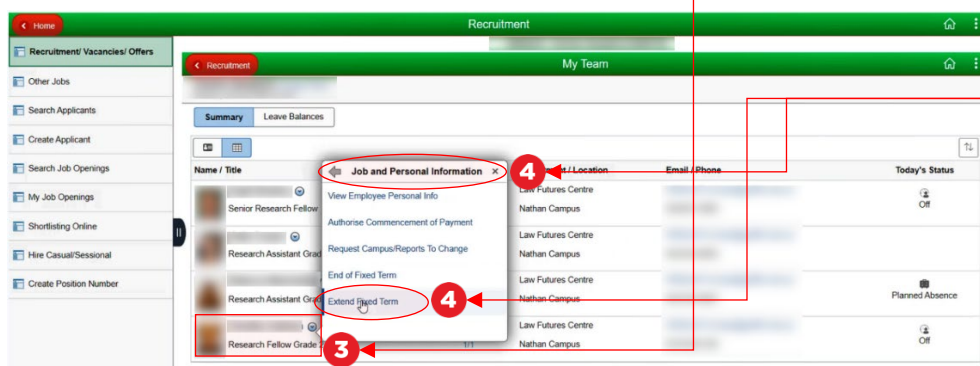 Home
Recruitment
Recruitment/ Vacancies/ Offers
Other Jobs
Search Applicants
Create Applicant
Search Job Openings
My Job Openings
Shortlisting Online
Hire Casual/Sessional
Create Position Number
Recruitment
My Team
Summary
Leave Balances
Name / Title
/ Location
Email / Phone
Today's Status
Job and Personal Information ×
4
View Employee Personal Info
Authorise Commencement of Payment
Request Campus/Reports To Change
End of Fixed Term
Extend Fixed Term
4
Senior Research Fellow
Law Futures Centre
Nathan Campus
Off
Research Assistant Grad
Law Futures Centre
Nathan Campus
Research Assistant Grad
Law Futures Centre
Nathan Campus
Planned Absence
Research Fellow Grade
3
1/1
Law Futures Centre
Nathan Campus
Off